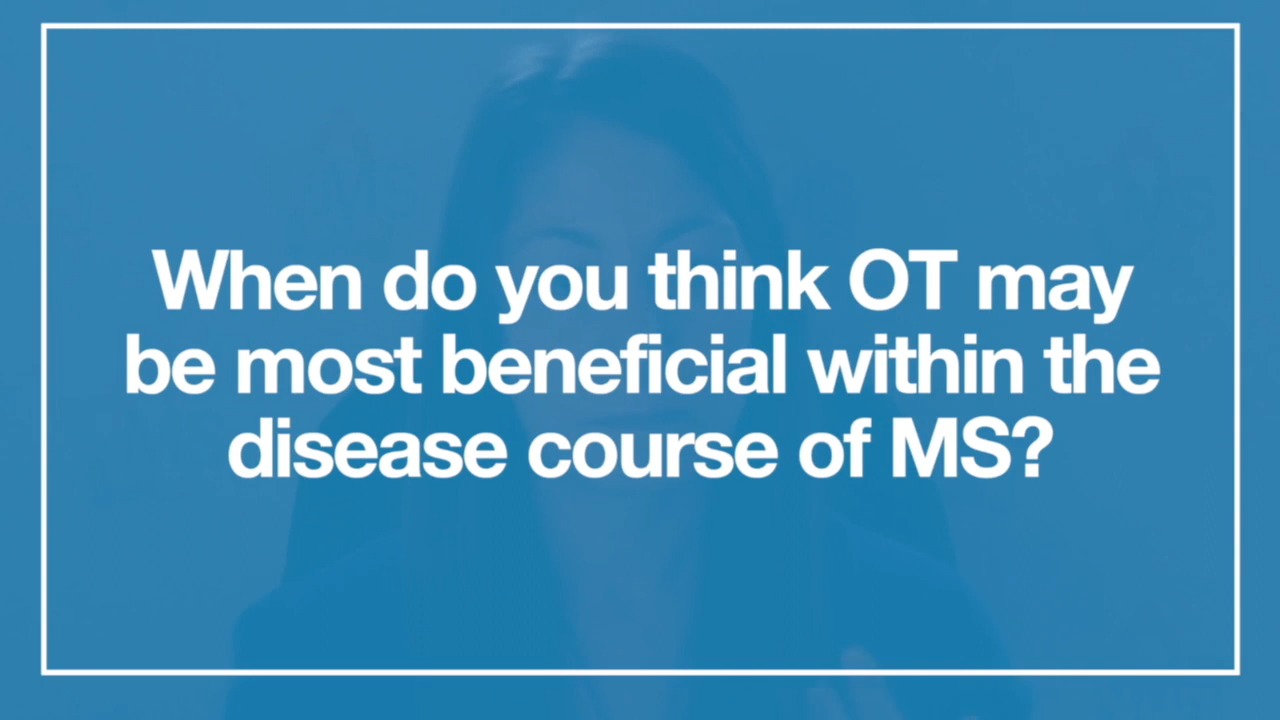 When do you think OT may
be most beneficial within the
disease course of MS?